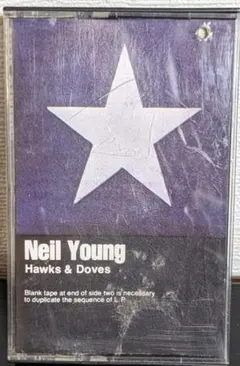 Neil Young
Hawks & Doves
Blank tape at end of side two is necessary
to duplicate the sequence of L.P.